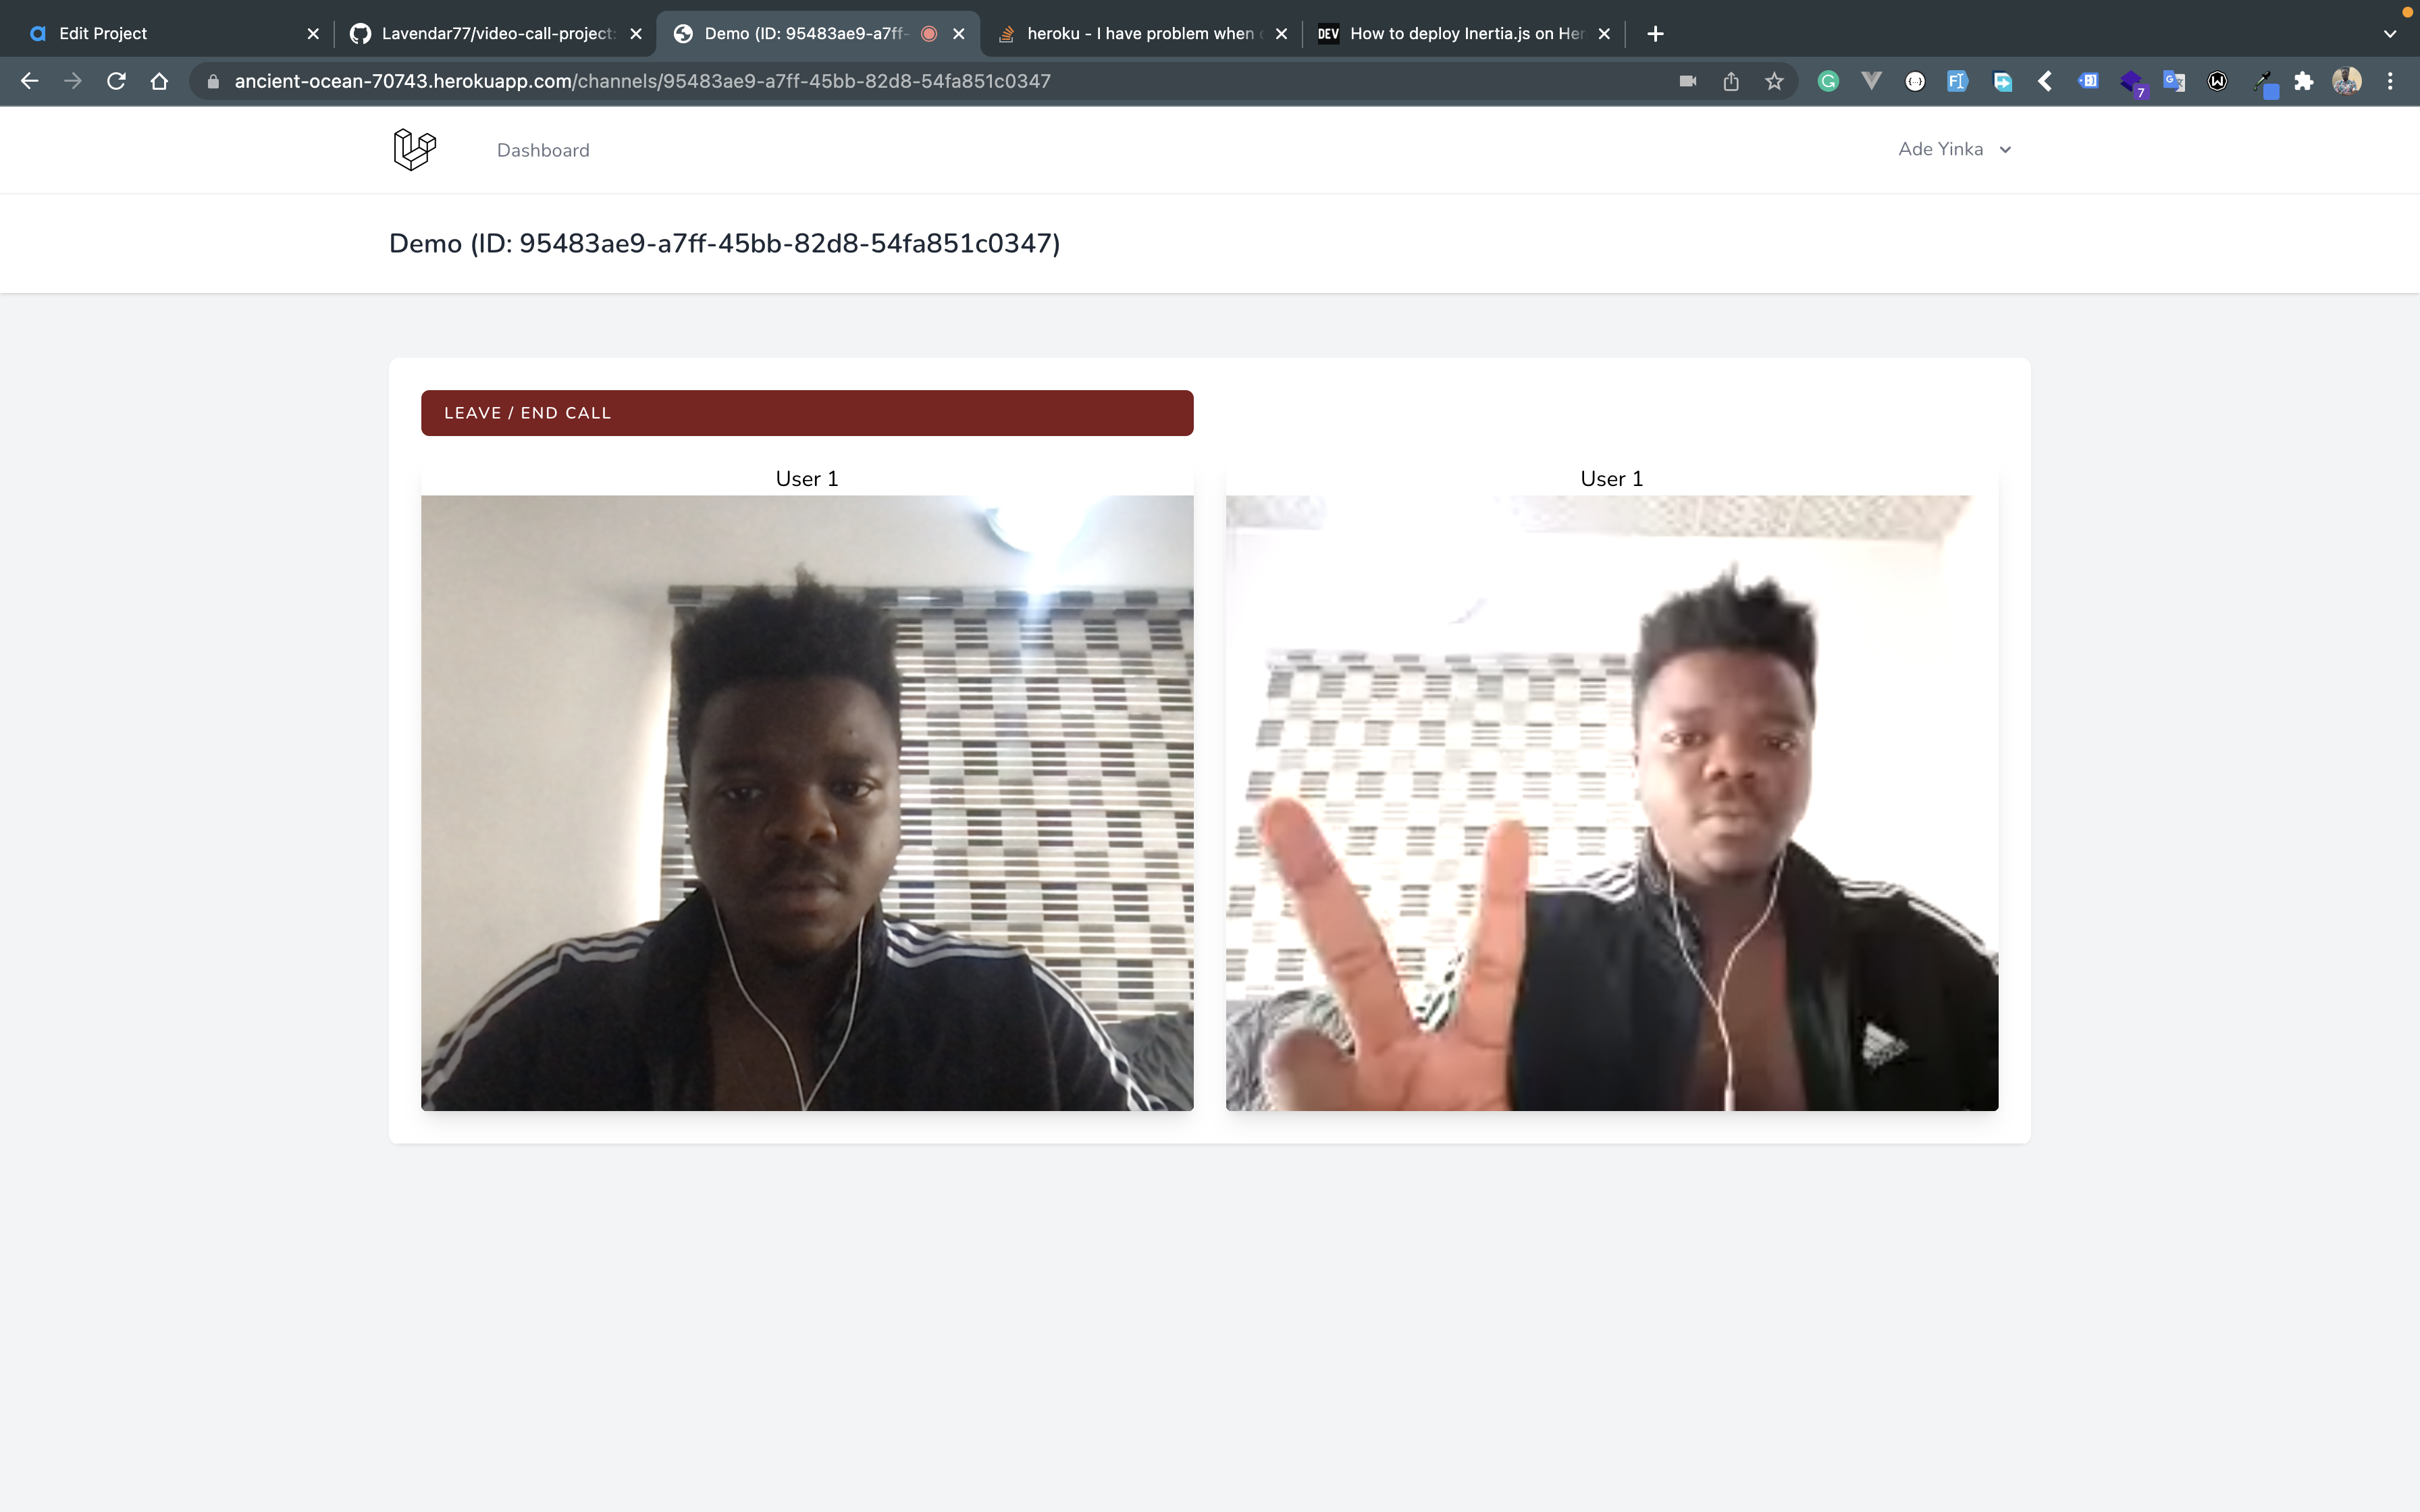 Edit Project
Lavendar77/video-call-project:
Demo (ID: 95483ae9-a7ff-
heroku - I have problem when
DEV How to deploy Inertia.js on Her
ancient-ocean-70743.herokuapp.com/channels/95483ae9-a7ff-45bb-82d8-54fa851c0347
7
Dashboard
Ade Yinka
Demo (ID: 95483ae9-a7ff-45bb-82d8-54fa851c0347)
LEAVE / END CALL
User 1
User 1